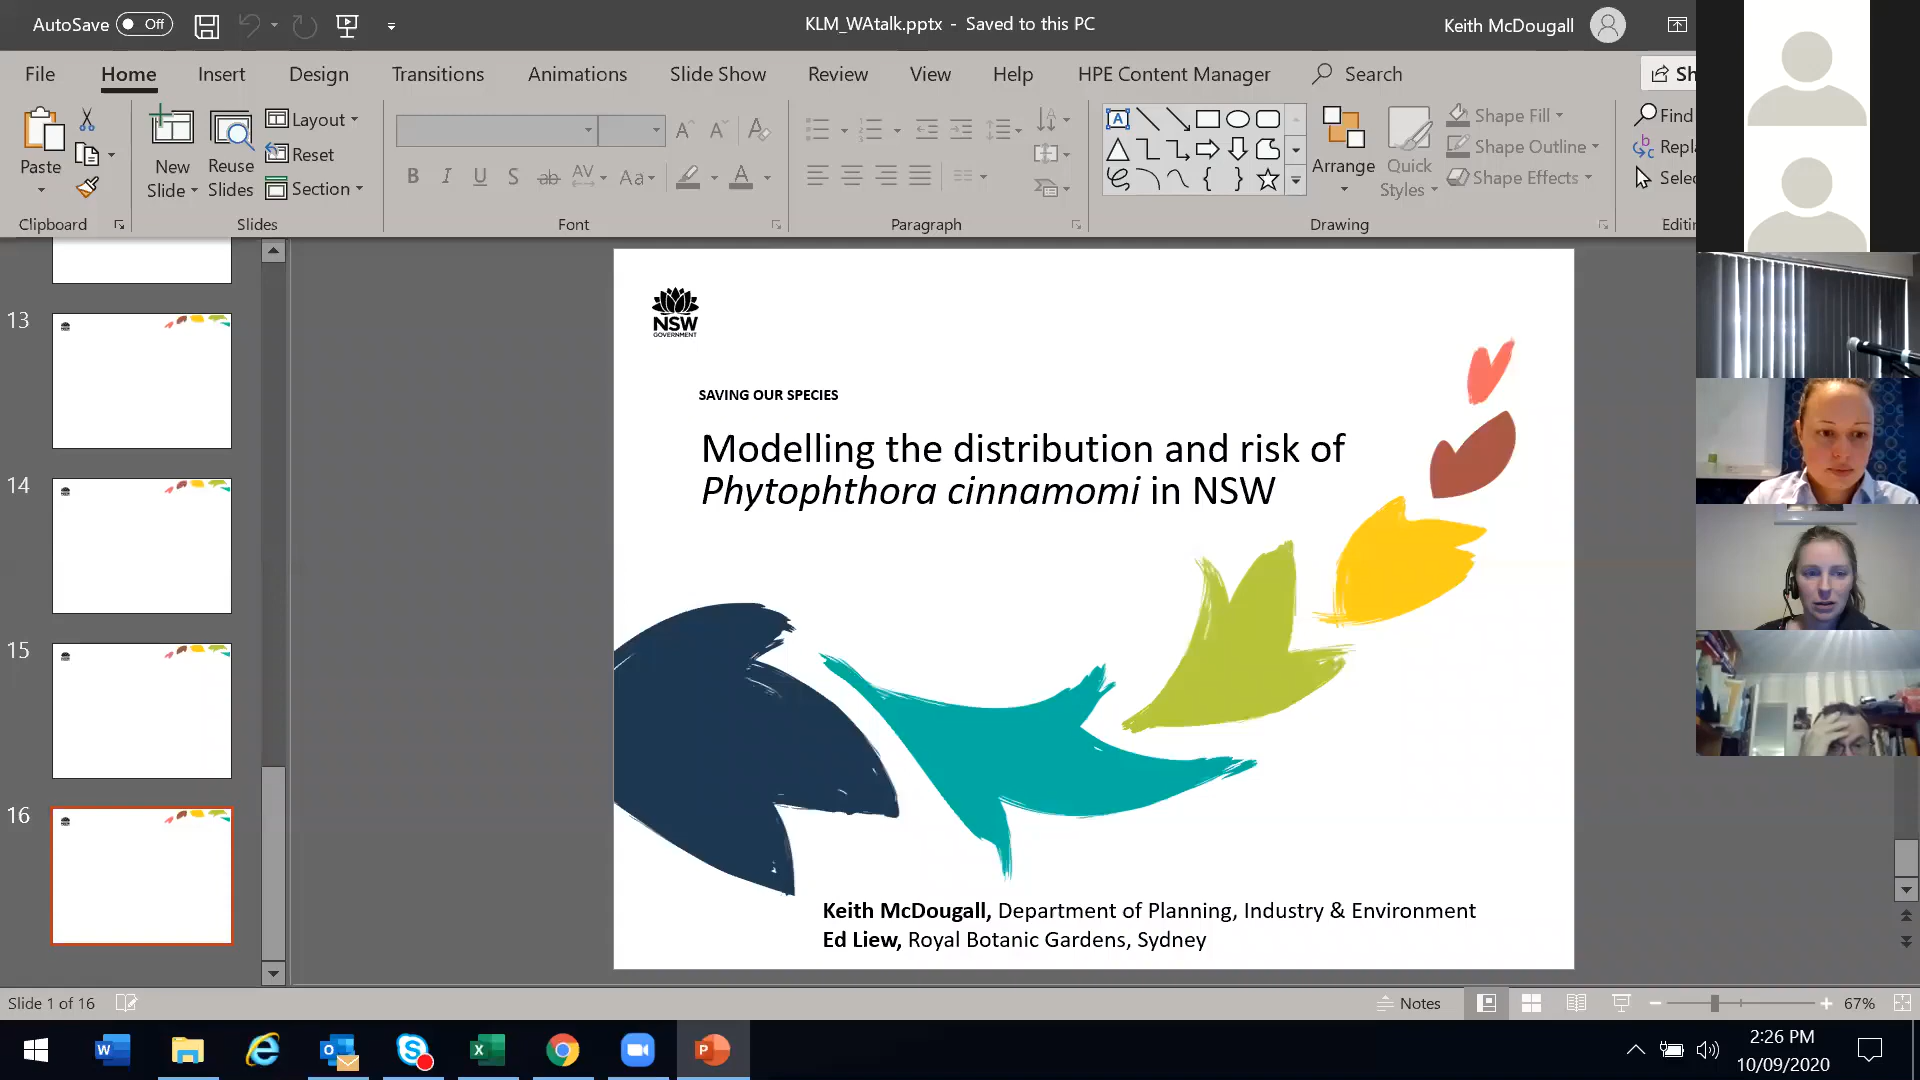 AutoSave Off
KLM_WAtalk.pptx - Saved to this PC
Keith McDougall
File Home Insert Design Transitions Animations Slide Show Review View Help HPE Content Manager Search
Paste
New Slide
Reuse Slides
Layout
Reset
Section
Arrange
Quick Styles
Shape Fill
Shape Outline
Shape Effects
Find
Clipboard Slides Font Paragraph Drawing
13
14
15
16
NSW
GOVERNMENT
SAVING OUR SPECIES
Modelling the distribution and risk of
Phytophthora cinnamomi in NSW
Keith McDougall, Department of Planning, Industry & Environment
Ed Liew, Royal Botanic Gardens, Sydney
Slide 1 of 16
Notes
67%
2:26 PM
10/09/2020